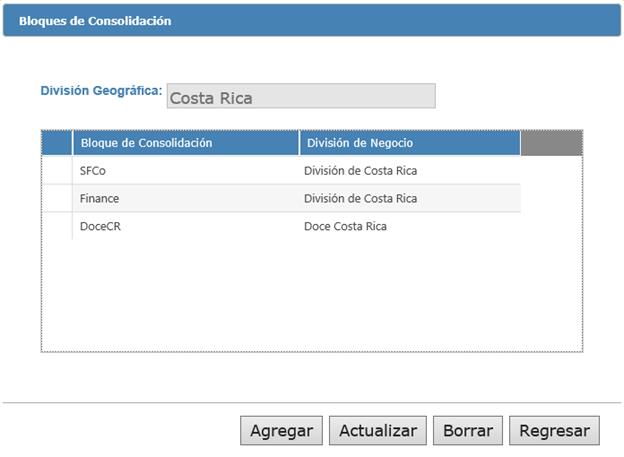 Bloques de Consolidación
División Geográfica: Costa Rica
Bloque de Consolidación División de Negocio
SFCo División de Costa Rica
Finance División de Costa Rica
DoceCR Doce Costa Rica
Agregar Actualizar Borrar Regresar